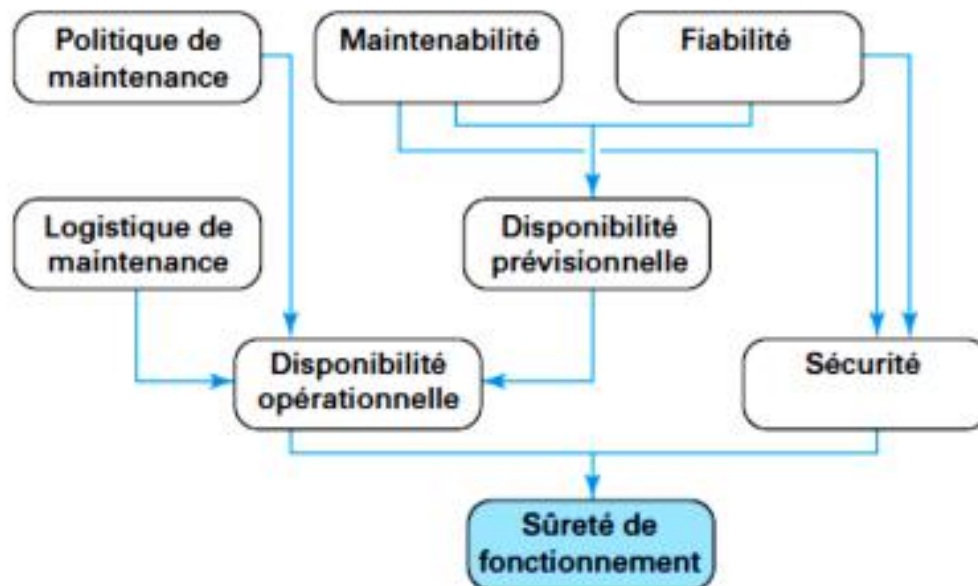 Politique de
maintenance
Maintenabilité
Fiabilité
Logistique de
maintenance
Disponibilité
prévisionnelle
Disponibilité
opérationnelle
Sécurité
Sûreté de
fonctionnement